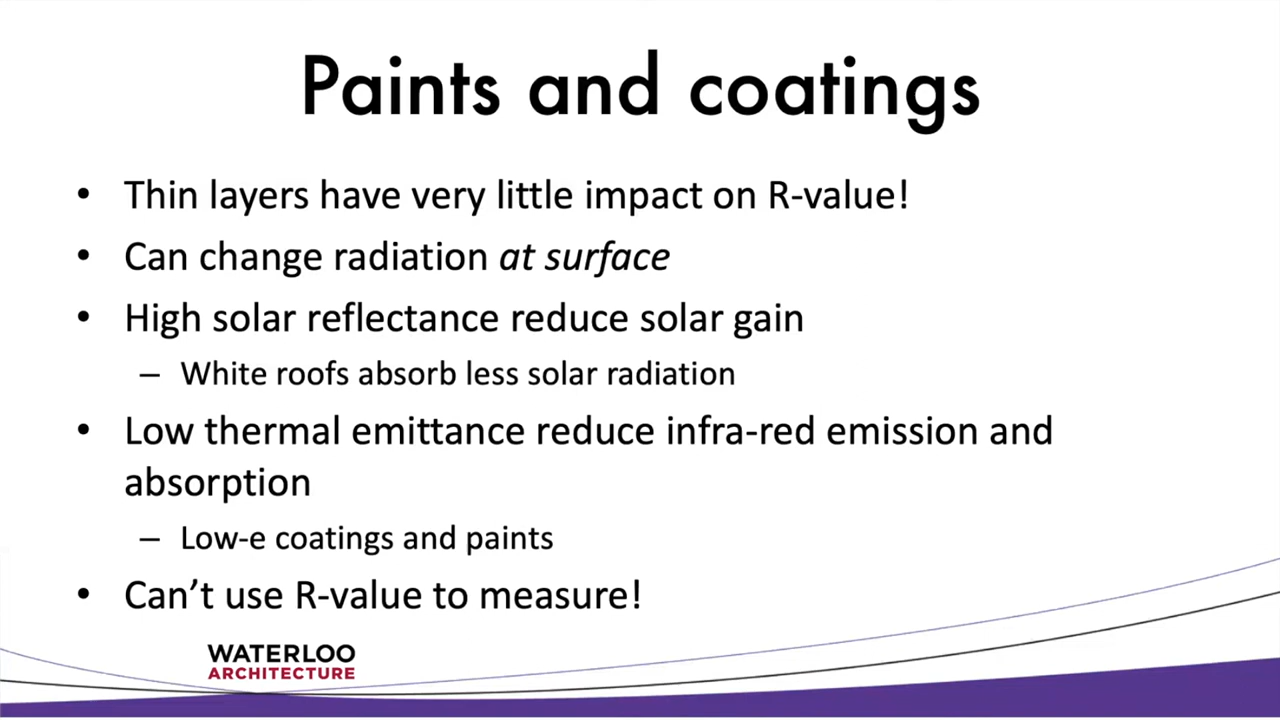 Paints and coatings
• Thin layers have very little impact on R-value!
• Can change radiation at surface
• High solar reflectance reduce solar gain
– White roofs absorb less solar radiation
• Low thermal emittance reduce infra-red emission and
absorption
– Low-e coatings and paints
• Can’t use R-value to measure!
WATERLOO
ARCHITECTURE